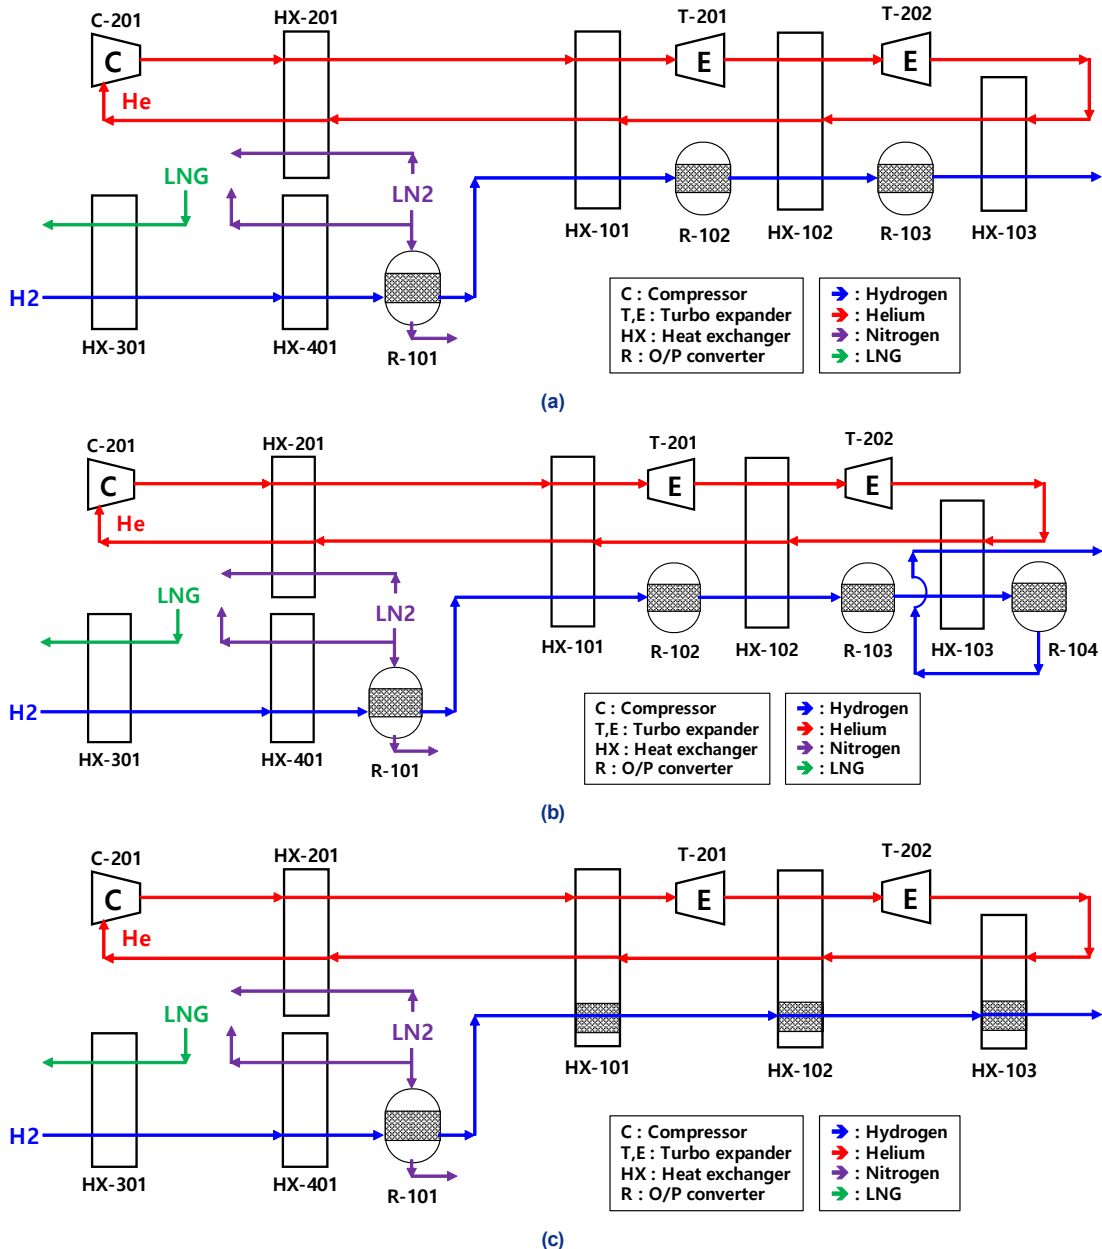 C-201
HX-201
T-201
T-202
C
E
E
He
LNG
LN2
HX-101
R-102
HX-102
R-103
HX-103
H2
HX-301
HX-401
R-101
C : Compressor
T,E : Turbo expander
HX : Heat exchanger
R : O/P converter
: Hydrogen
: Helium
: Nitrogen
: LNG
(a)
C-201
HX-201
T-201
T-202
C
E
E
He
LNG
LN2
HX-101
R-102
HX-102
R-103
HX-103
R-104
H2
HX-301
HX-401
R-101
C : Compressor
T,E : Turbo expander
HX : Heat exchanger
R : O/P converter
: Hydrogen
: Helium
: Nitrogen
: LNG
(b)
C-201
HX-201
T-201
T-202
C
E
E
He
LNG
LN2
HX-101
HX-102
HX-103
H2
HX-301
HX-401
R-101
C : Compressor
T,E : Turbo expander
HX : Heat exchanger
R : O/P converter
: Hydrogen
: Helium
: Nitrogen
: LNG
(c)